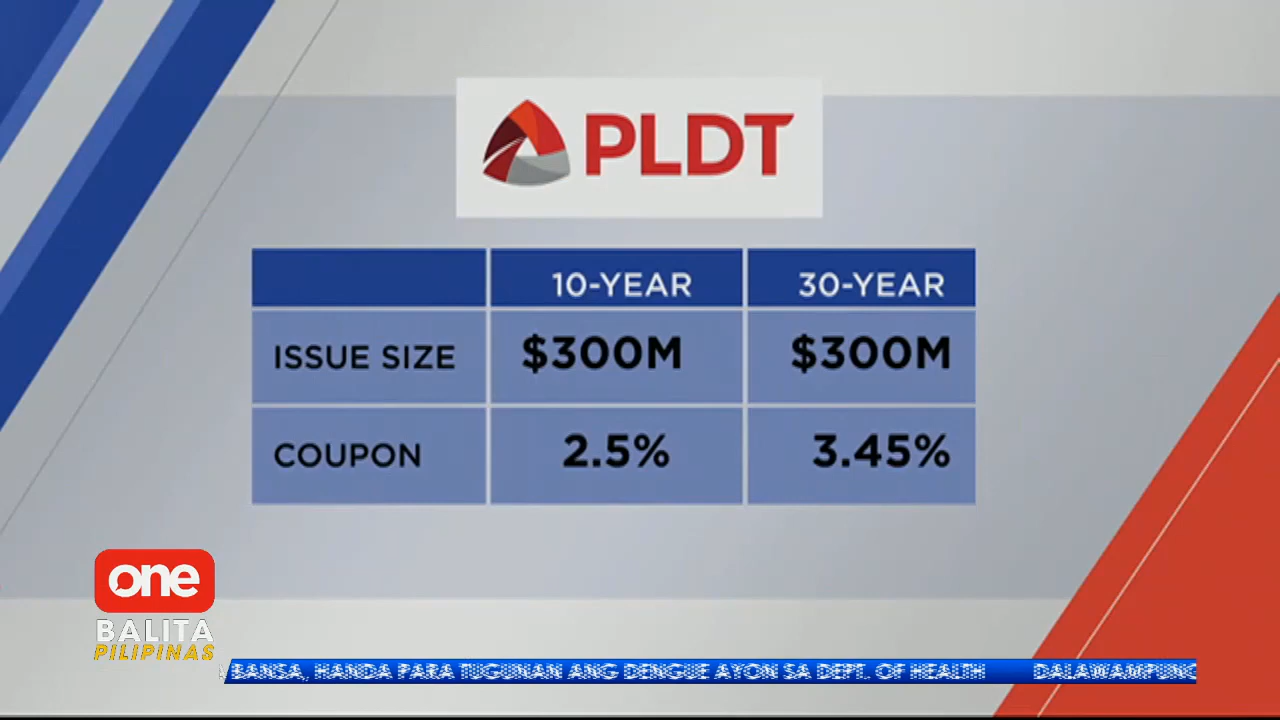 PLDT
10-YEAR 30-YEAR
ISSUE SIZE $300M $300M
COUPON 2.5% 3.45%
one
BALITA
PILIPINAS
BANSA, HANDA PARA TUGUNAN ANG DENGUE AYON SA DEPT. OF HEALTH DALAWAMPUNG